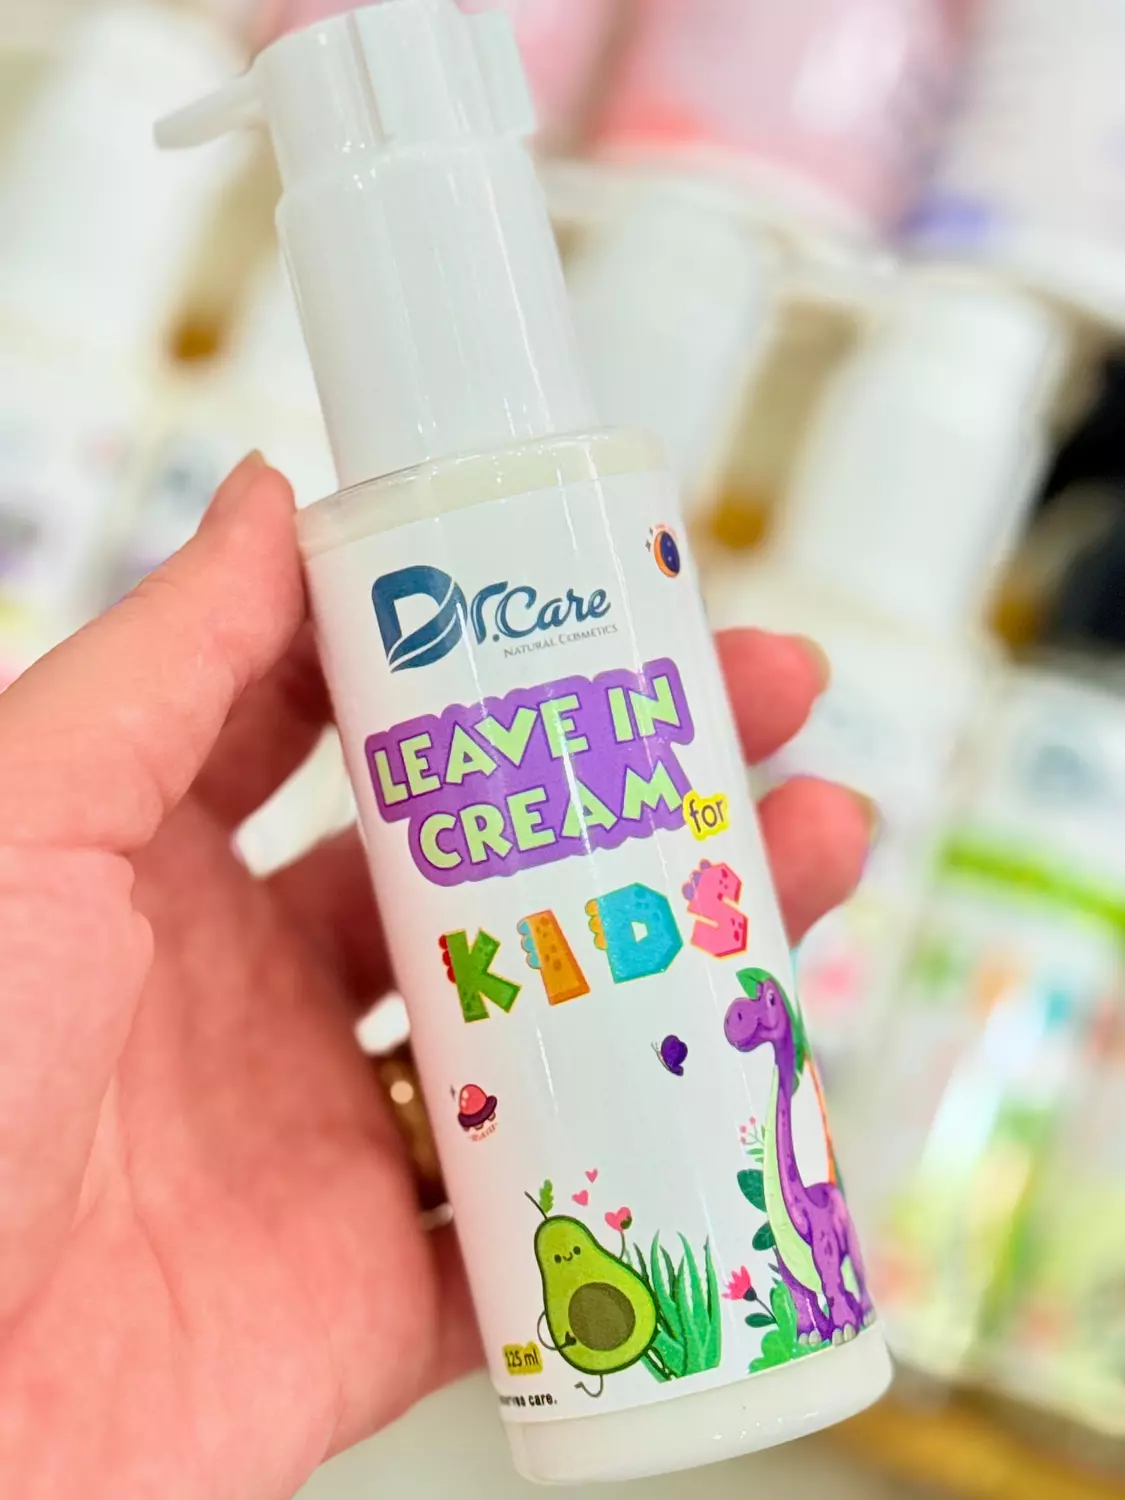 Dr.Care
NATURAL COSMETICS
LEAVE IN
CREAM for
KIDS
125 ml
care.